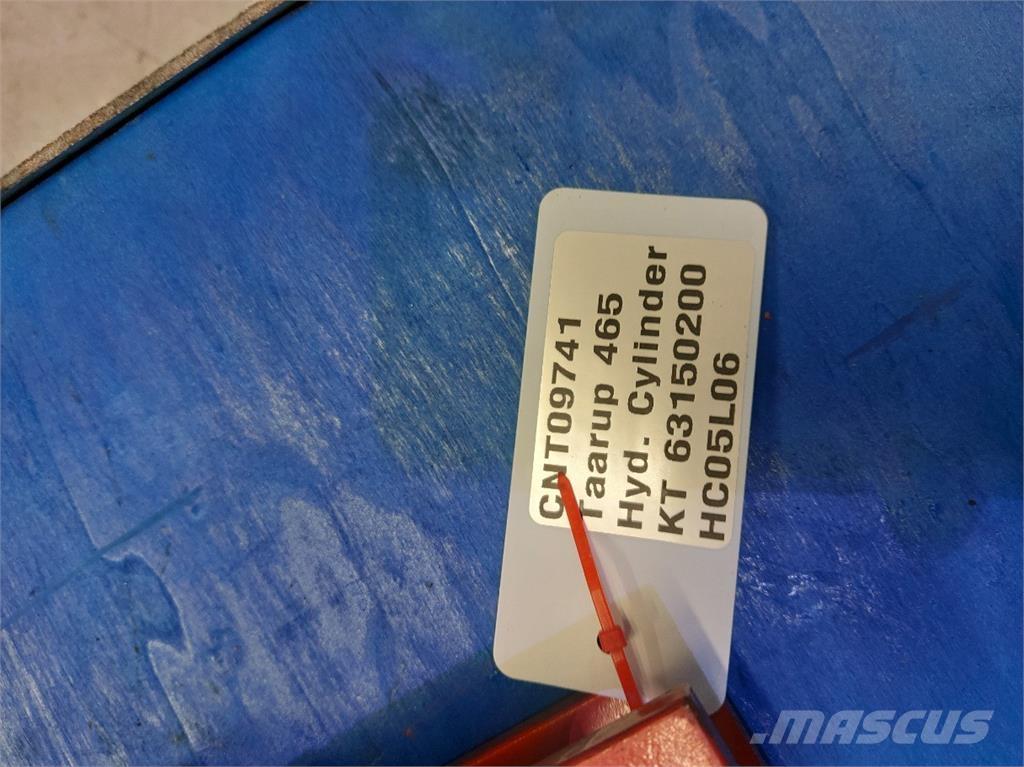 CNT09741
Taarup 465
Hyd. Cylinder
KT 63150200
HC05L06
MASCUS